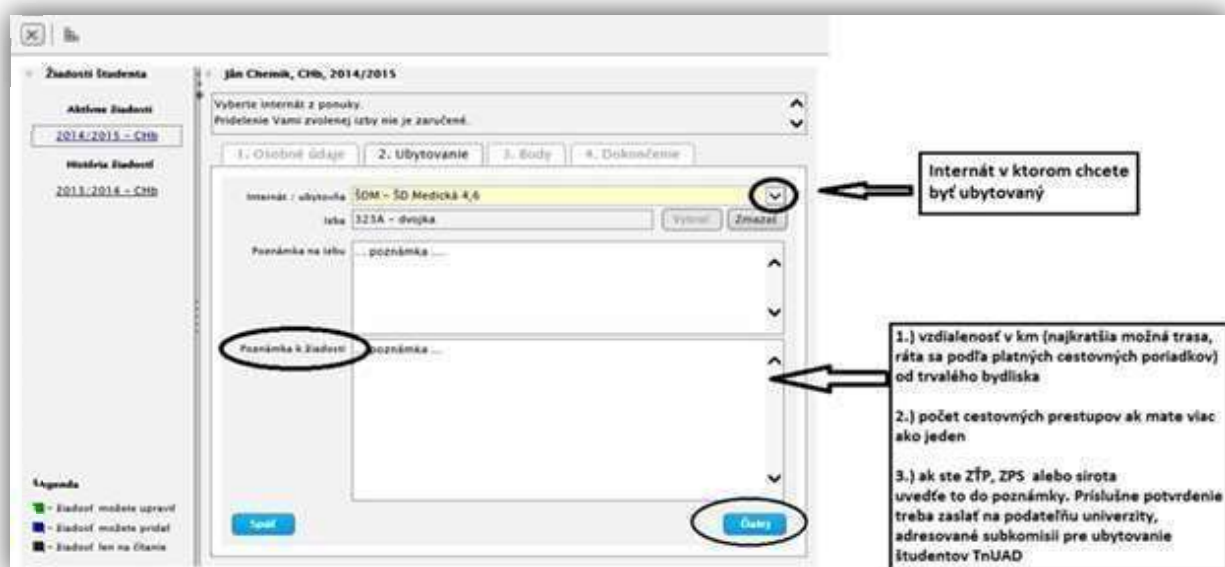 Žiadosti študenta
Aktívne žiadosti
2014/2015 - CHb
História žiadostí
2013/2014 - CHb
Ján Chemik, CHb, 2014/2015
Vyberte internát z ponuky.
Pridelenie Vami zvolenej izby nie je zaručené.
1. Osobné údaje
2. Ubytovanie
3. Body
4. Dokončenie
Internát / ubytovňa
ŠDM - ŠD Medická 4,6
Izba
323A - dvojka
Vybrať
Zmazať
Poznámka na izbu
... poznámka ....
Poznámka k žiadosti
poznámka ...
Späť
Ďalej
Legenda
- žiadosť možete upraviť
- žiadosť možete pridať
- žiadosť len na čítanie
Internát v ktorom chcete
byť ubytovaný
1.) vzdialenosť v km (najkratšia možná trasa,
ráta sa podľa platných cestovných poriadkov)
od trvalého bydliska
2.) počet cestovných prestupov ak mate viac
ako jeden
3.) ak ste ZŤP, ZPS alebo sirota
uveďte to do poznámky. Príslušne potvrdenie
treba zaslať na podateľňu univerzity,
adresované subkomisii pre ubytovanie
študentov TnUAD